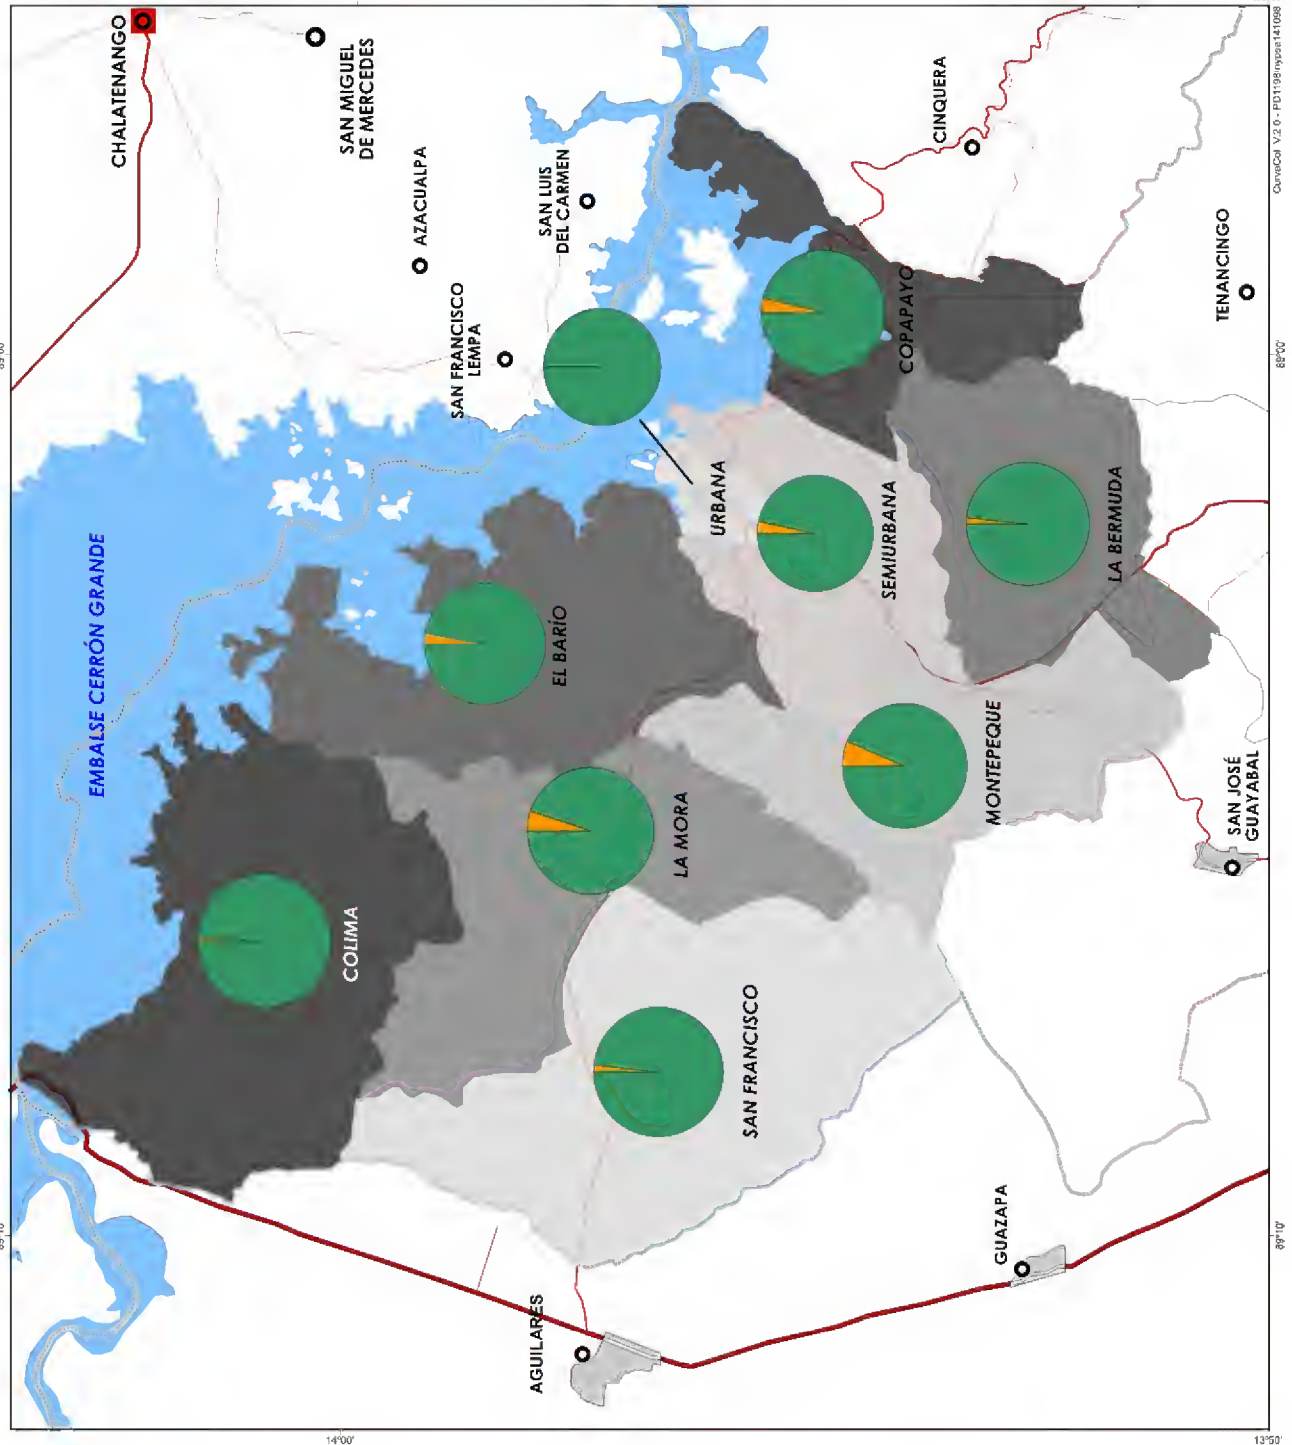 CHALATENANGO
SAN MIGUEL
DE MERCEDES
AZACUALPA
SAN LUIS
DEL CARMEN
SAN FRANCISCO
LEMPA
CINQUERA
TENANCINGO
EMBALSE CERRÓN GRANDE
COPAPAYO
URBANA
SEMIURBANA
LA BERMUDA
EL BARÍO
LA MORA
MONTEPEQUE
COLIMA
SAN FRANCISCO
SAN JOSÉ
GUAYABAL
AGUILARES
GUAZAPA
14°00'
13°50'
89°00'
89°10'